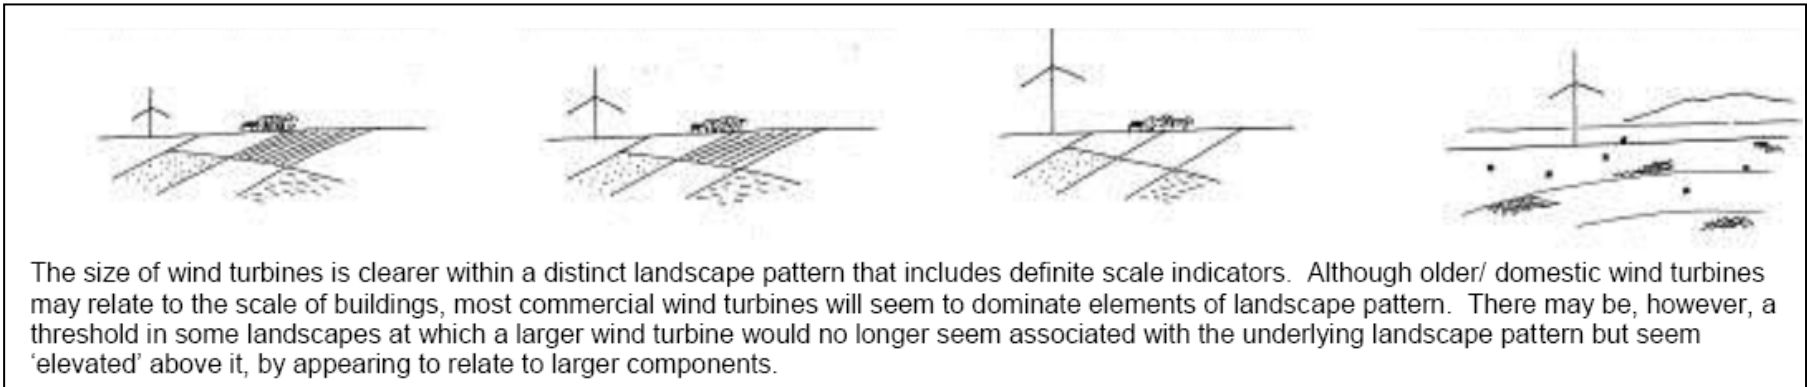 The size of wind turbines is clearer within a distinct landscape pattern that includes definite scale indicators.  Although older/ domestic wind turbines
may relate to the scale of buildings, most commercial wind turbines will seem to dominate elements of landscape pattern.  There may be, however, a
threshold in some landscapes at which a larger wind turbine would no longer seem associated with the underlying landscape pattern but seem
‘elevated’ above it, by appearing to relate to larger components.